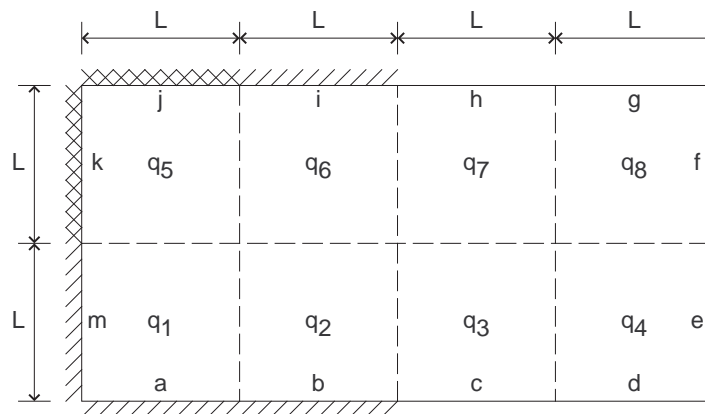 L L L L
j i h g
L k q5 q6 q7 q8 f
L m q1 q2 q3 q4 e
a b c d